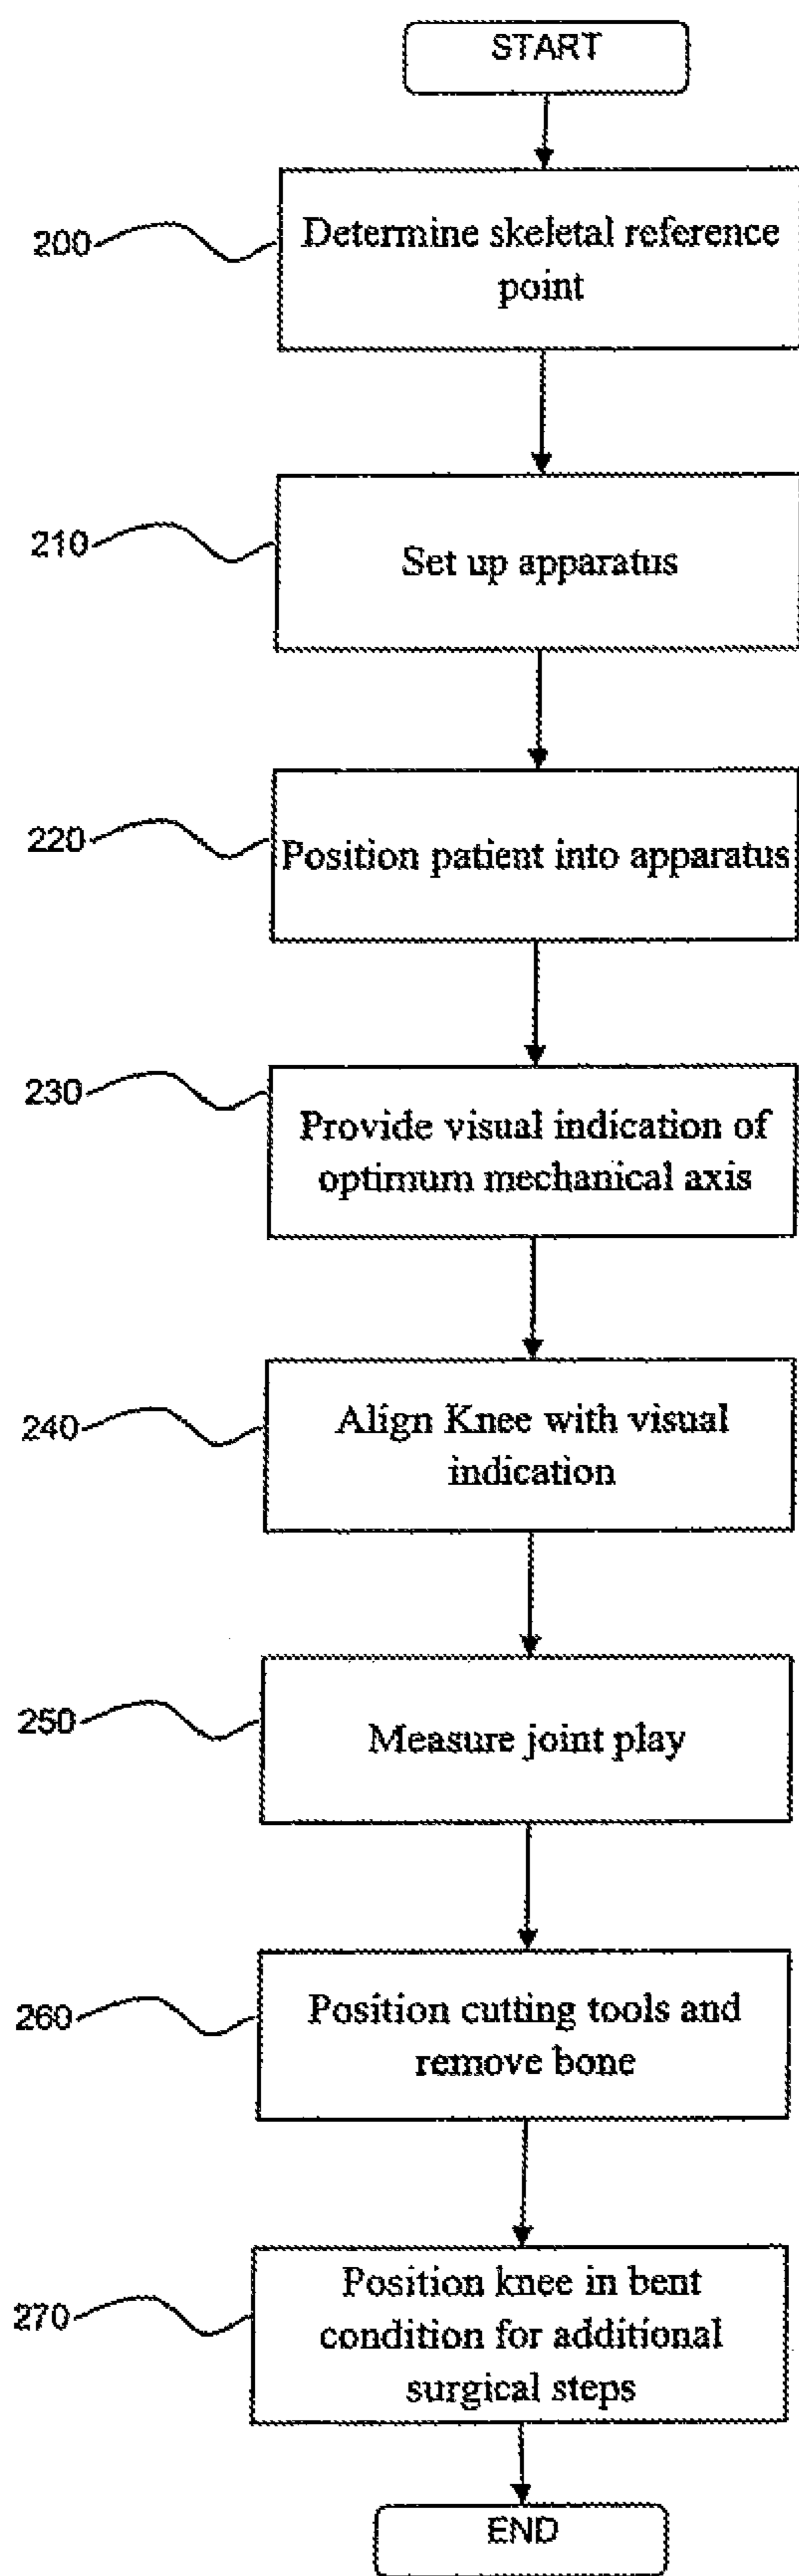 START
200
Determine skeletal reference
point
210
Set up apparatus
220
Position patient into apparatus
230
Provide visual indication of
optimum mechanical axis
240
Align Knee with visual
indication
250
Measure joint play
260
Position cutting tools and
remove bone
270
Position knee in bent
condition for additional
surgical steps
END